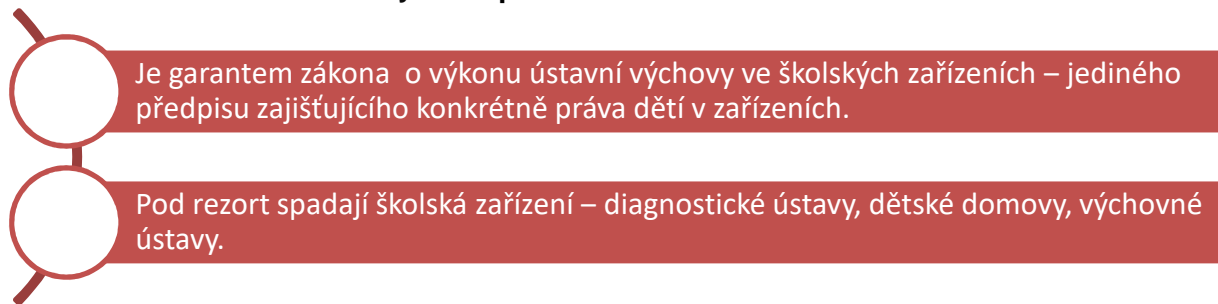 Je garantem zákona  o výkonu ústavní výchovy ve školských zařízeních – jediného
předpisu zajišťujícího konkrétně práva dětí v zařízeních.
Pod rezort spadají školská zařízení – diagnostické ústavy, dětské domovy, výchovné
ústavy.